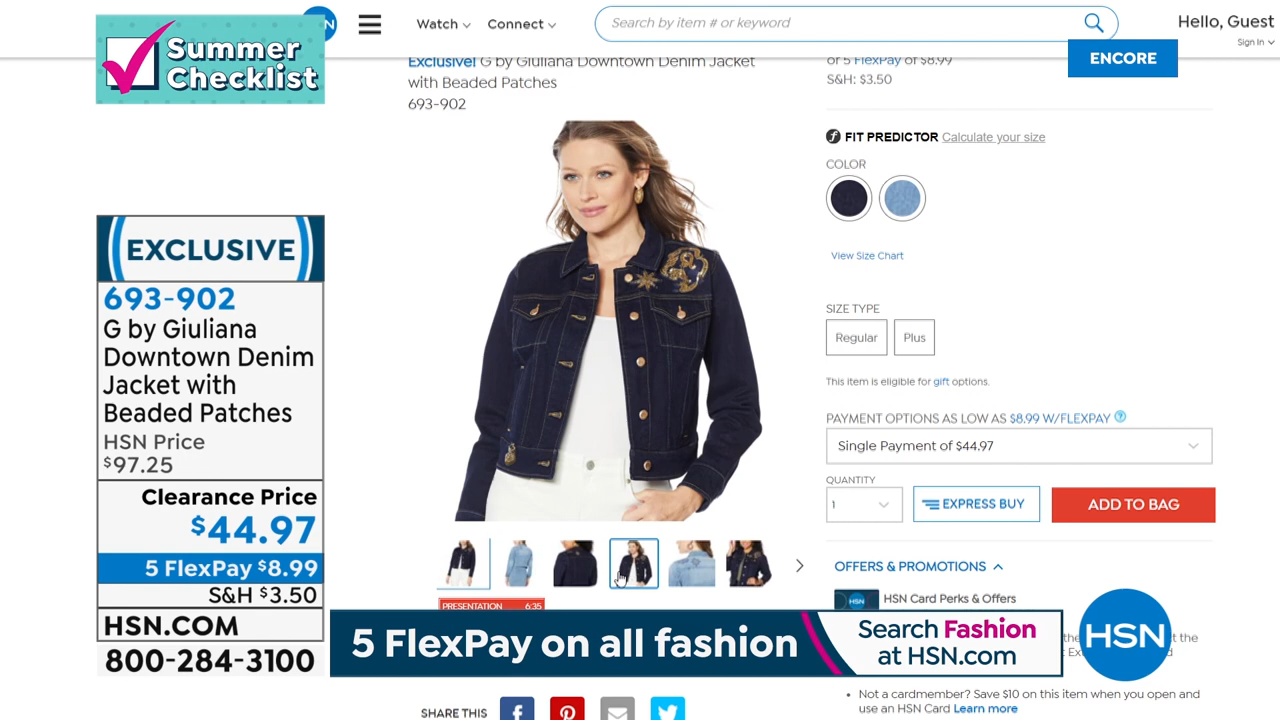 Summer
Checklist
HSN
Watch
Connect
Search by item # or keyword
Hello, Guest
Sign In
ENCORE
Exclusive! G by Giuliana Downtown Denim Jacket
with Beaded Patches
693-902
or 5 FlexPay of $8.99
S&H: $3.50
FIT PREDICTOR Calculate your size
COLOR
View Size Chart
SIZE TYPE
Regular
Plus
This item is eligible for gift options.
PAYMENT OPTIONS AS LOW AS $8.99 W/FLEXPAY ?
Single Payment of $44.97
QUANTITY
1
EXPRESS BUY
ADD TO BAG
OFFERS & PROMOTIONS
HSN
HSN Card Perks & Offers
EXCLUSIVE
693-902
G by Giuliana
Downtown Denim
Jacket with
Beaded Patches
HSN Price
$97.25
Clearance Price
$44.97
5 FlexPay $8.99
S&H $3.50
HSN.COM
800-284-3100
PRESENTATION 6:35
5 FlexPay on all fashion
Search Fashion
at HSN.com
HSN
the
Not a cardmember? Save $10 on this item when you open and
use an HSN Card Learn more
SHARE THIS